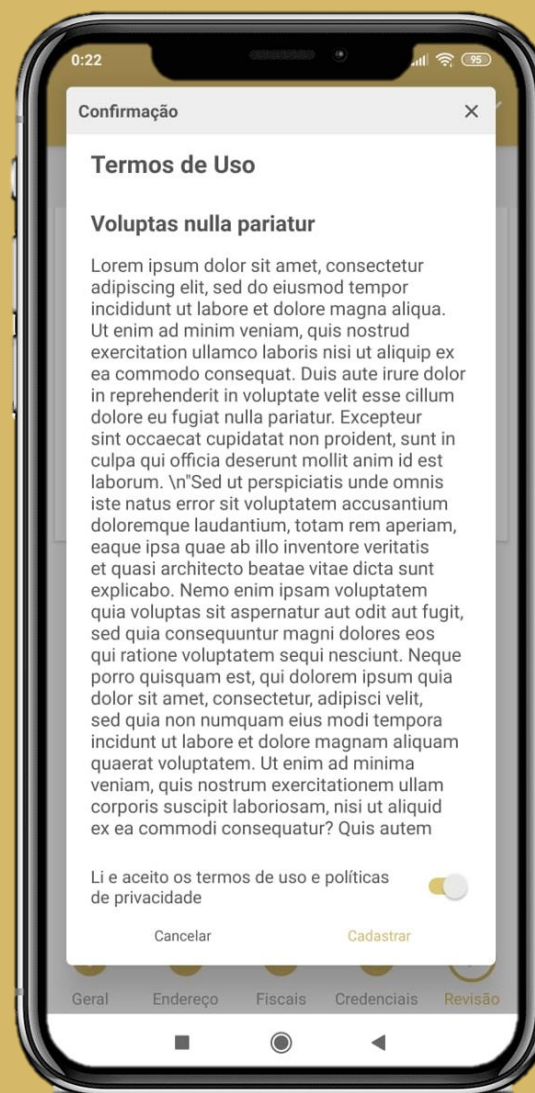 0:22
95
Confirmação
Termos de Uso
Voluptas nulla pariatur
Lorem ipsum dolor sit amet, consectetur
adipiscing elit, sed do eiusmod tempor
incididunt ut labore et dolore magna aliqua.
Ut enim ad minim veniam, quis nostrud
exercitation ullamco laboris nisi ut aliquip ex
ea commodo consequat. Duis aute irure dolor
in reprehenderit in voluptate velit esse cillum
dolore eu fugiat nulla pariatur. Excepteur
sint occaecat cupidatat non proident, sunt in
culpa qui officia deserunt mollit anim id est
laborum. \n"Sed ut perspiciatis unde omnis
iste natus error sit voluptatem accusantium
doloremque laudantium, totam rem aperiam,
eaque ipsa quae ab illo inventore veritatis
et quasi architecto beatae vitae dicta sunt
explicabo. Nemo enim ipsam voluptatem
quia voluptas sit aspernatur aut odit aut fugit,
sed quia consequuntur magni dolores eos
qui ratione voluptatem sequi nesciunt. Neque
porro quisquam est, qui dolorem ipsum quia
dolor sit amet, consectetur, adipisci velit,
sed quia non numquam eius modi tempora
incidunt ut labore et dolore magnam aliquam
quaerat voluptatem. Ut enim ad minima
veniam, quis nostrum exercitationem ullam
corporis suscipit laboriosam, nisi ut aliquid
ex ea commodi consequatur? Quis autem
Li e aceito os termos de uso e políticas
de privacidade
Cancelar Cadastrar
Geral Endereço Fiscais Credenciais Revisão